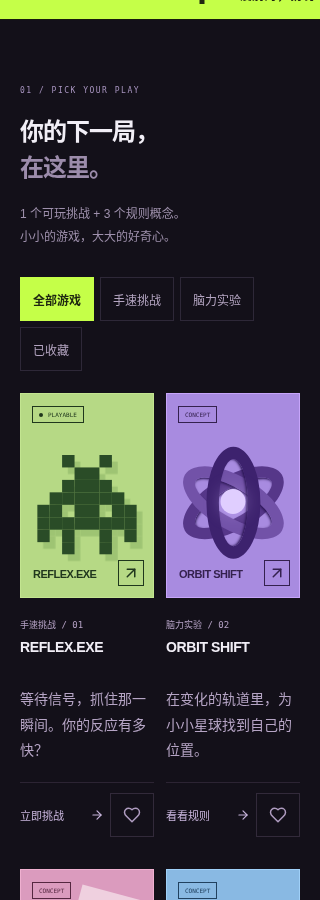 01 / PICK YOUR PLAY
你的下一局，
在这里。
1 个可玩挑战 + 3 个规则概念。
小小的游戏，大大的好奇心。
全部游戏
手速挑战
脑力实验
已收藏
PLAYABLE
REFLEX.EXE
CONCEPT
ORBIT SHIFT
手速挑战 / 01
REFLEX.EXE
等待信号，抓住那一
瞬间。你的反应有多
快？
立即挑战
脑力实验 / 02
ORBIT SHIFT
在变化的轨道里，为
小小星球找到自己的
位置。
看看规则
CONCEPT
CONCEPT